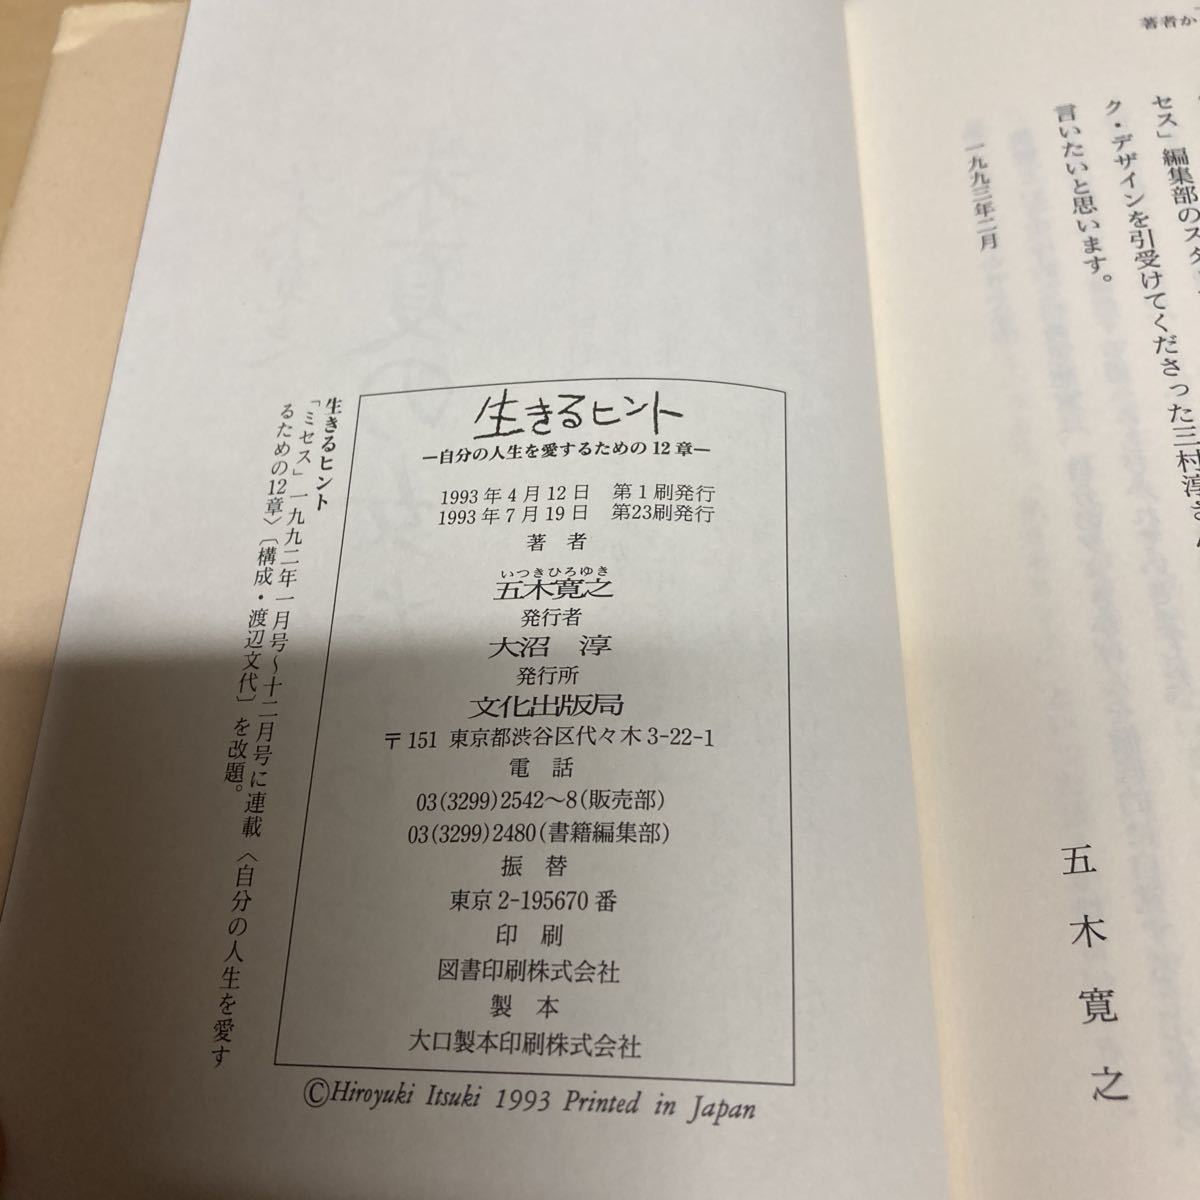 著者か
セス」編集部のスタ
ク・デザインを引受けてくださった三村淳さん
言いたいと思います。
一九九三年二月
五木寛之
生きるヒント
―自分の人生を愛するための12章―
1993年4月12日 第1刷発行
1993年7月19日 第23刷発行
著者
いつきひろゆき
五木寛之
発行者
大沼 淳
発行所
文化出版局
〒151 東京都渋谷区代々木3-22-1
電話
03(3299)2542〜8(販売部)
03(3299)2480(書籍編集部)
振替
東京2-195670番
印刷
図書印刷株式会社
製本
大口製本印刷株式会社
©Hiroyuki Itsuki 1993 Printed in Japan
生きるヒント
「ミセス」一九九二年一月号〜十二月号に連載〈自分の人生を愛す
るための12章〉〔構成・渡辺文代〕を改題。